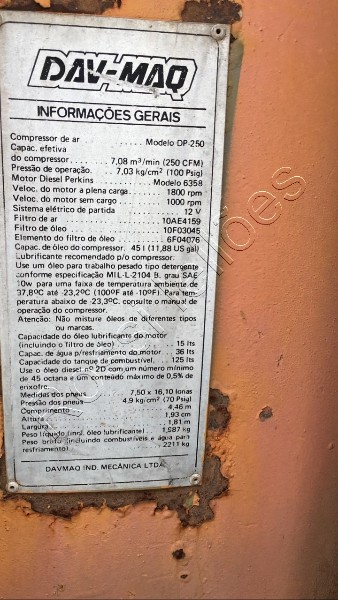 DAV-MAQ
INFORMAÇÕES GERAIS
Compressor de ar ..... Modelo DP-250
Capac. efetiva
do compressor .... 7,08 m³/min (250 CFM)
Pressão de operação. . 7,03 kg/cm² (100 Psig)
Motor Diesel Perkins ..... Modelo 6358
Veloc. do motor a plena carga .... 1800 rpm
Veloc. do motor sem carga .... 1000 rpm
Sistema elétrico de partida ..... 12 V
Filtro de ar ..... 10AE4159
Filtro de óleo ..... 10F03045
Elemento do filtro de óleo .... 6F04076
Capac. de óleo do compressor. 45 l (11,88 US gal)
Lubrificante recomendado p/o compressor.
Use um óleo para trabalho pesado tipo detergente
conforme especificação MIL-L-2104 B, grau SAE
10w para uma faixa de temperatura ambiente de
37,8ºC até -23,2ºC (100ºF até -10ºF). Para tem-
peratura abaixo de -23,3ºC, consulte o manual de
operação do compressor.
Atenção: Não misture óleos de diferentes tipos
ou marcas.
Capacidade do óleo lubrificante do motor
(incluindo o filtro de óleo) ..... 15 lts
Capac. de água p/resfriamento do motor .. 36 lts
Capacidade do tanque de combustível.... 125 lts
Use o óleo diesel nº 2D com um número mínimo
de 45 octana e um conteúdo máximo de 0,5% de
enxofre.
Medidas dos pneus .... 7,50 x 16,10 lonas
Pressão dos pneus .... 4,9 kg/cm² (70 Psig)
Comprimento ..... 4,46 m
Altura ..... 1,93 cm
Largura ..... 1,81 m
Peso líquido (incl. óleo lubrificante) .. 1.987 kg
Peso bruto (incluindo combustíveis e água para
resfriamento) ..... 2211 kg
DAVMAQ IND. MECÂNICA LTDA.